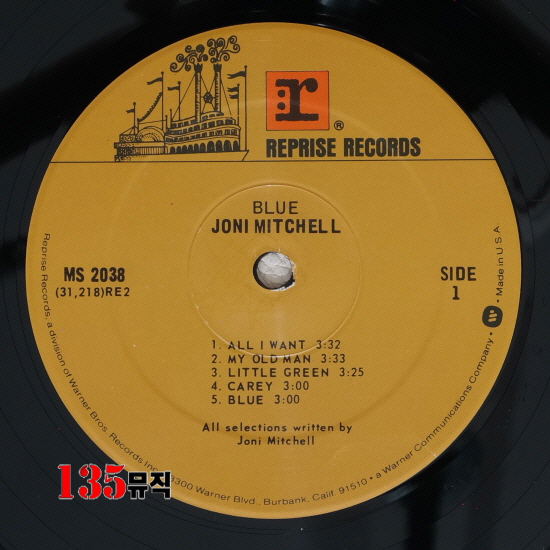 r
®
REPRISE RECORDS
BLUE
JONI MITCHELL
MS 2038
(31,218)RE2
SIDE
1
1. ALL I WANT 3:32
2. MY OLD MAN 3:33
3. LITTLE GREEN 3:25
4. CAREY 3:00
5. BLUE 3:00
All selections written by
Joni Mitchell
Reprise Records, a division of Warner Bros. Records Inc., 3300 Warner Blvd., Burbank, Calif. 91510 • a Warner Communications Company • Made in U.S.A.
135뮤직